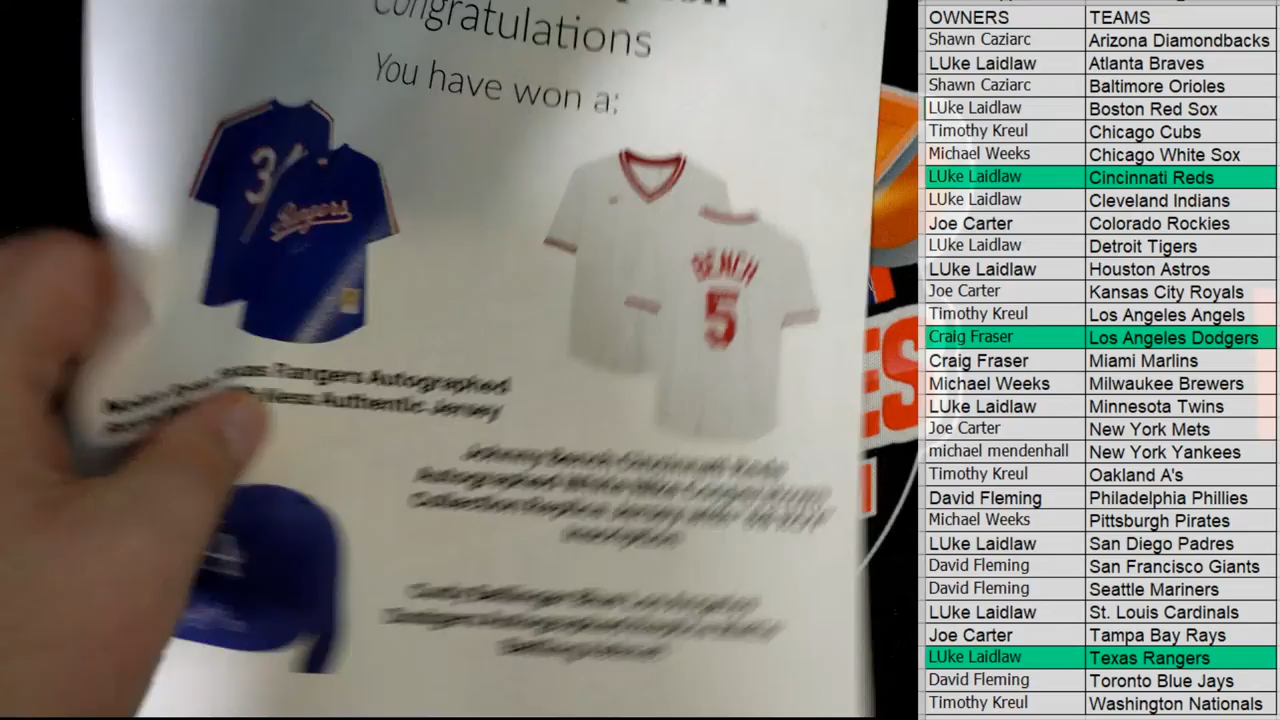 Congratulations
You have won a:
34
Rangers
BENCH
5
Texas Rangers Autographed
Authentic Jersey
OWNERS TEAMS
Shawn Caziarc Arizona Diamondbacks
LUke Laidlaw Atlanta Braves
Shawn Caziarc Baltimore Orioles
LUke Laidlaw Boston Red Sox
Timothy Kreul Chicago Cubs
Michael Weeks Chicago White Sox
LUke Laidlaw Cincinnati Reds
LUke Laidlaw Cleveland Indians
Joe Carter Colorado Rockies
LUke Laidlaw Detroit Tigers
LUke Laidlaw Houston Astros
Joe Carter Kansas City Royals
Timothy Kreul Los Angeles Angels
Craig Fraser Los Angeles Dodgers
Craig Fraser Miami Marlins
Michael Weeks Milwaukee Brewers
LUke Laidlaw Minnesota Twins
Joe Carter New York Mets
michael mendenhall New York Yankees
Timothy Kreul Oakland A's
David Fleming Philadelphia Phillies
Michael Weeks Pittsburgh Pirates
LUke Laidlaw San Diego Padres
David Fleming San Francisco Giants
David Fleming Seattle Mariners
LUke Laidlaw St. Louis Cardinals
Joe Carter Tampa Bay Rays
LUke Laidlaw Texas Rangers
David Fleming Toronto Blue Jays
Timothy Kreul Washington Nationals